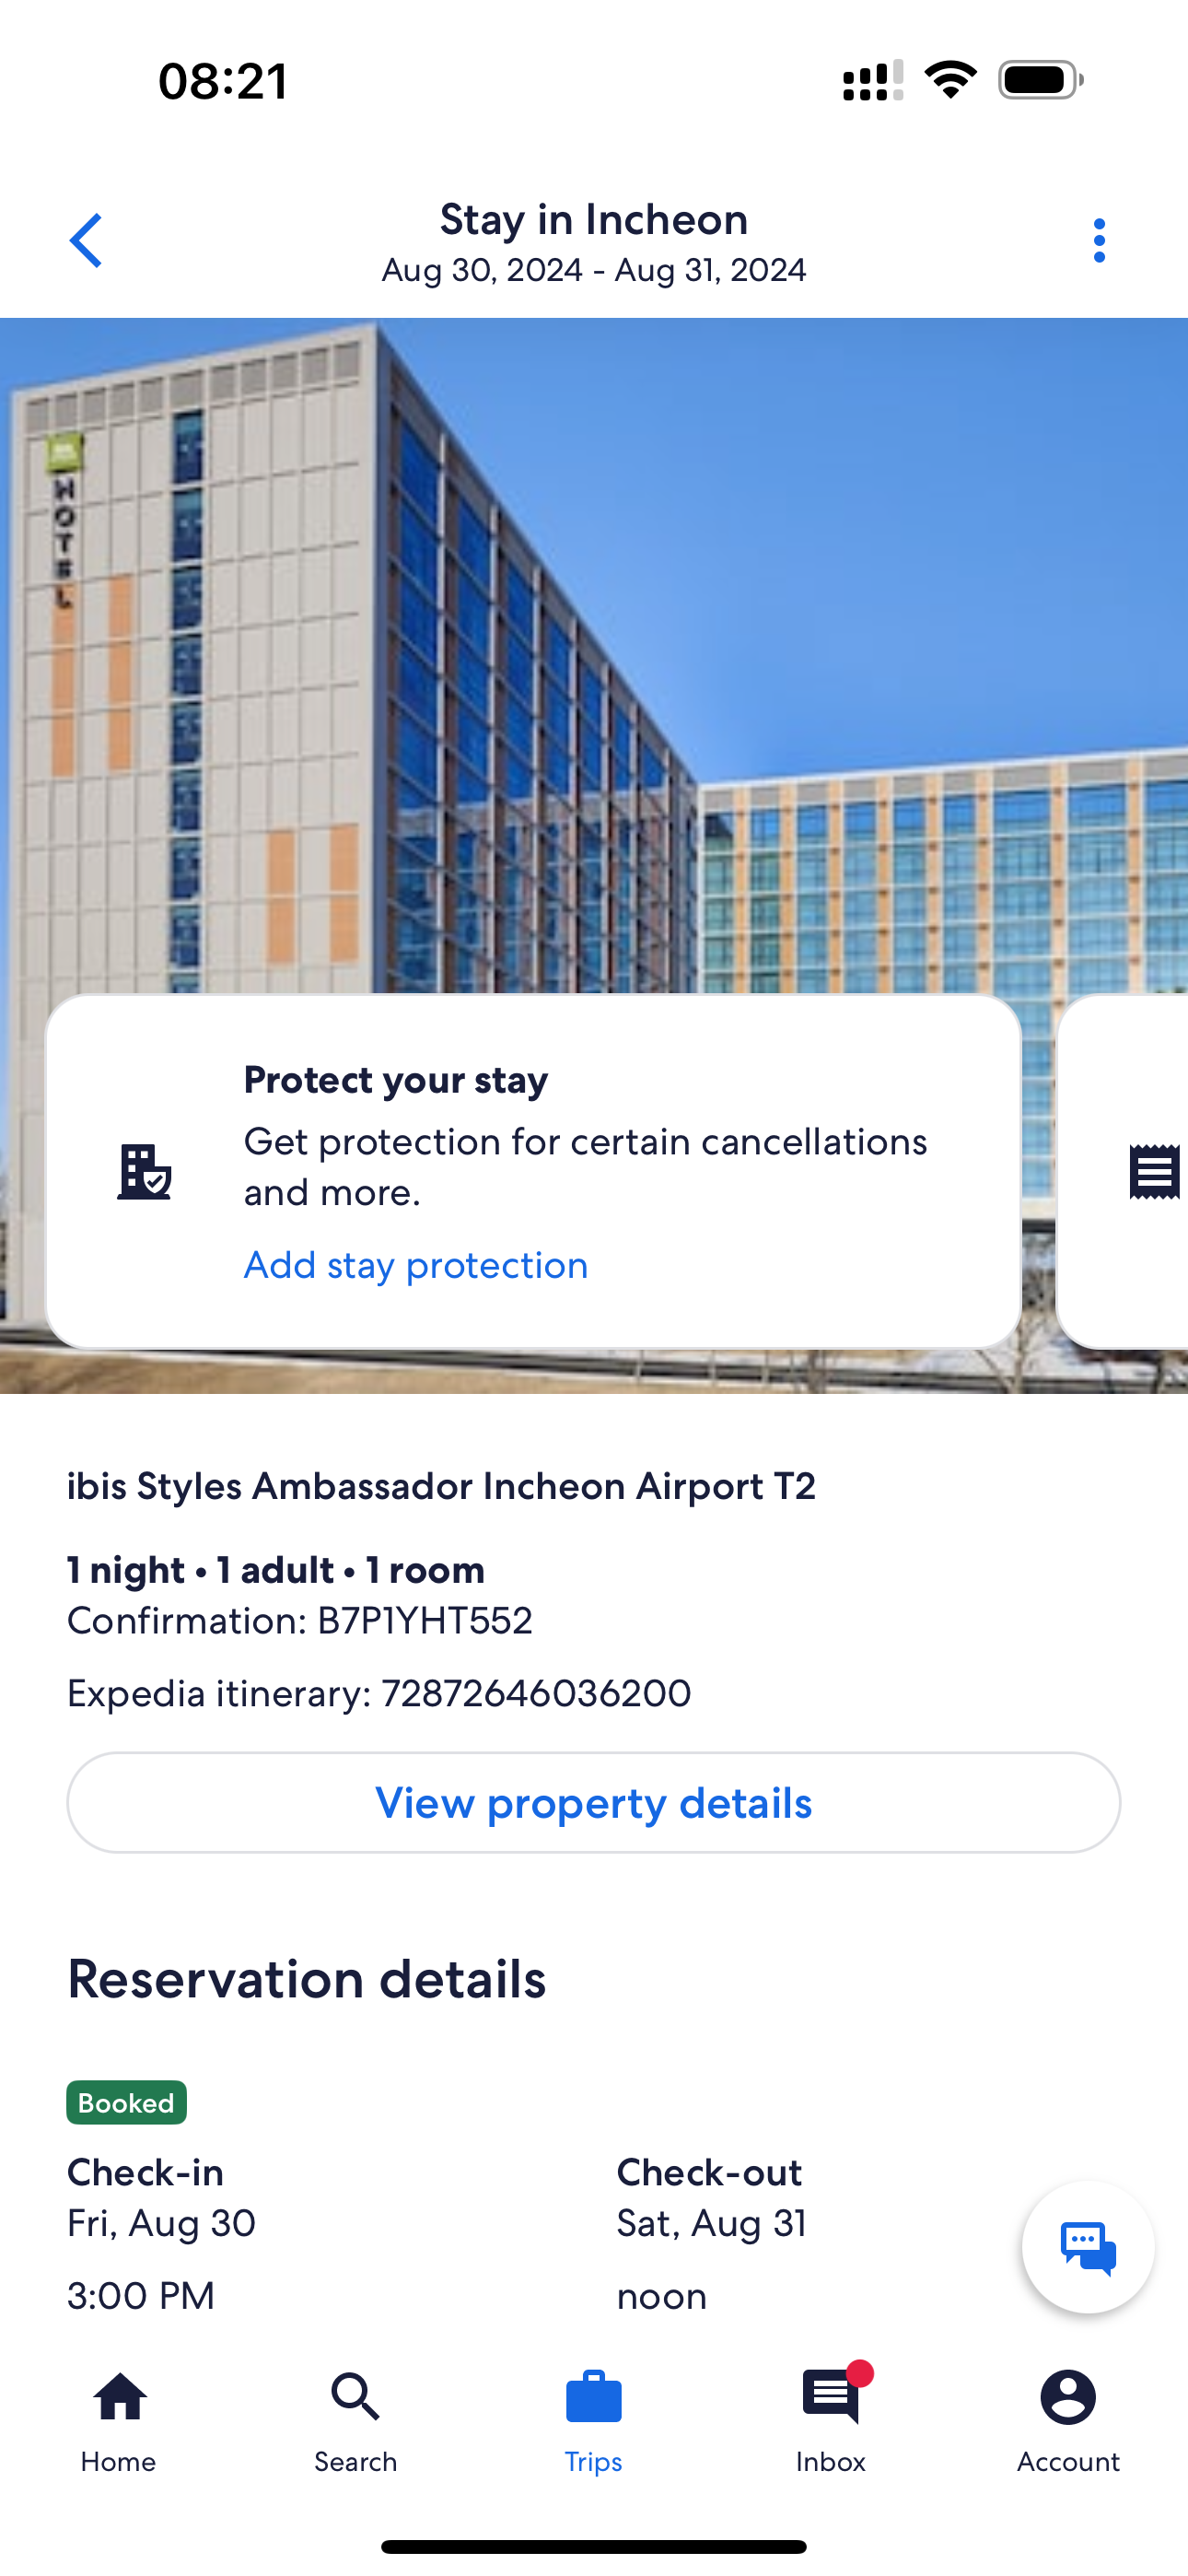 08:21
Stay in Incheon
Aug 30, 2024 - Aug 31, 2024
HOTEL
Protect your stay
Get protection for certain cancellations
and more.
Add stay protection
ibis Styles Ambassador Incheon Airport T2
1 night • 1 adult • 1 room
Confirmation: B7P1YHT552
Expedia itinerary: 72872646036200
View property details
Reservation details
Booked
Check-in
Check-out
Fri, Aug 30
Sat, Aug 31
3:00 PM
noon
Home
Search
Trips
Inbox
Account